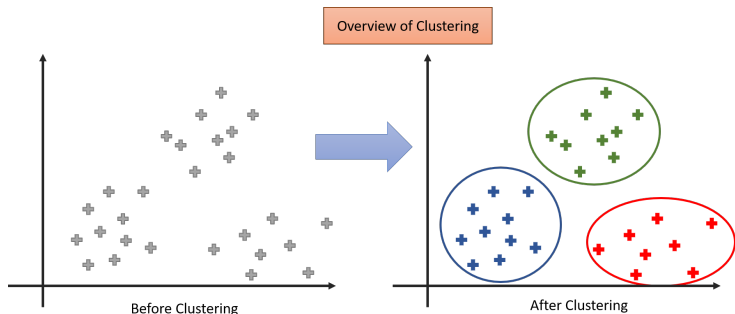 Overview of Clustering
Before Clustering
After Clustering